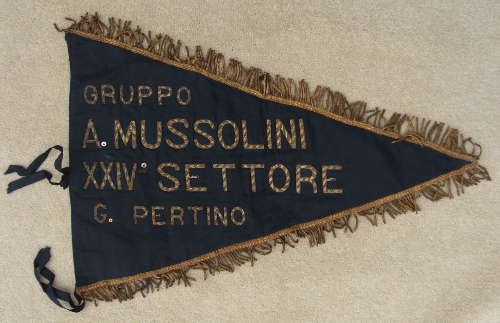 GRUPPO
A. MUSSOLINI
XXIV° SETTORE
G. PERTINO